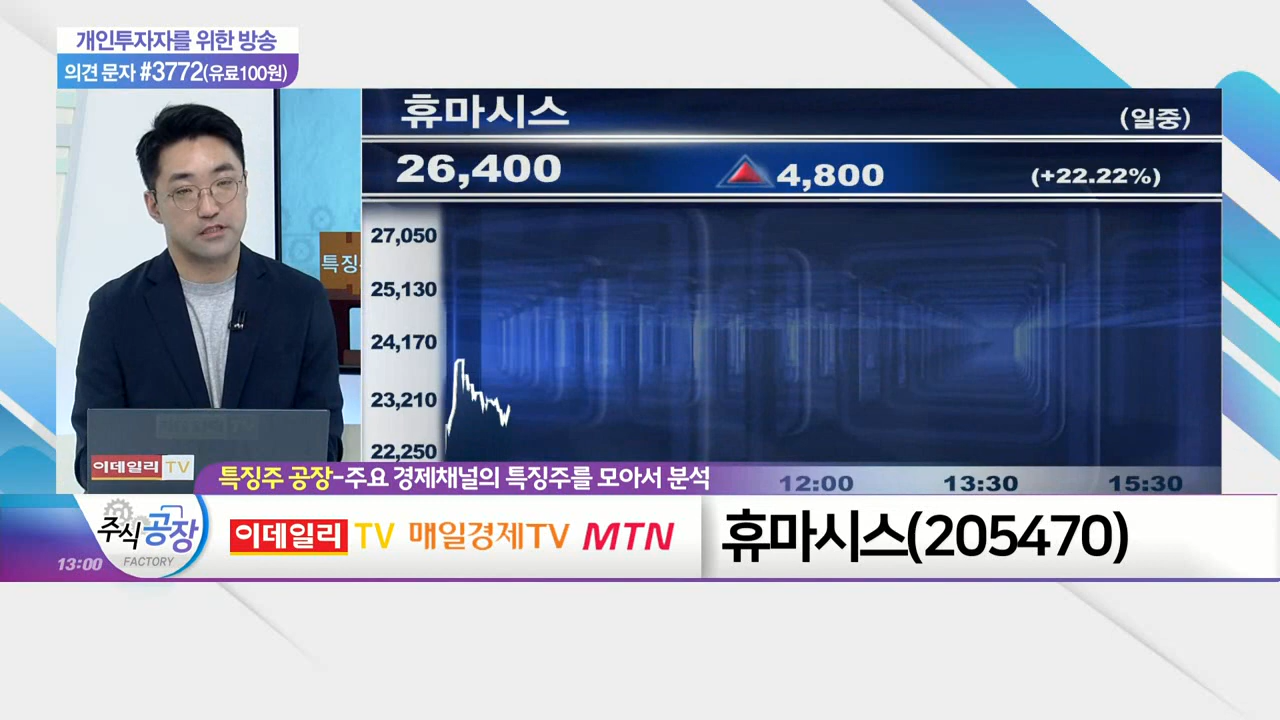 개인투자자를 위한 방송
의견 문자 #3772(유료100원)
휴마시스
(일중)
26,400
4,800
(+22.22%)
27,050
25,130
24,170
23,210
22,250
12:00
13:30
15:30
특징
이데일리 TV
특징주 공장-주요 경제채널의 특징주를 모아서 분석
주식공장
FACTORY
13:00
이데일리 TV 매일경제TV MTN
휴마시스(205470)